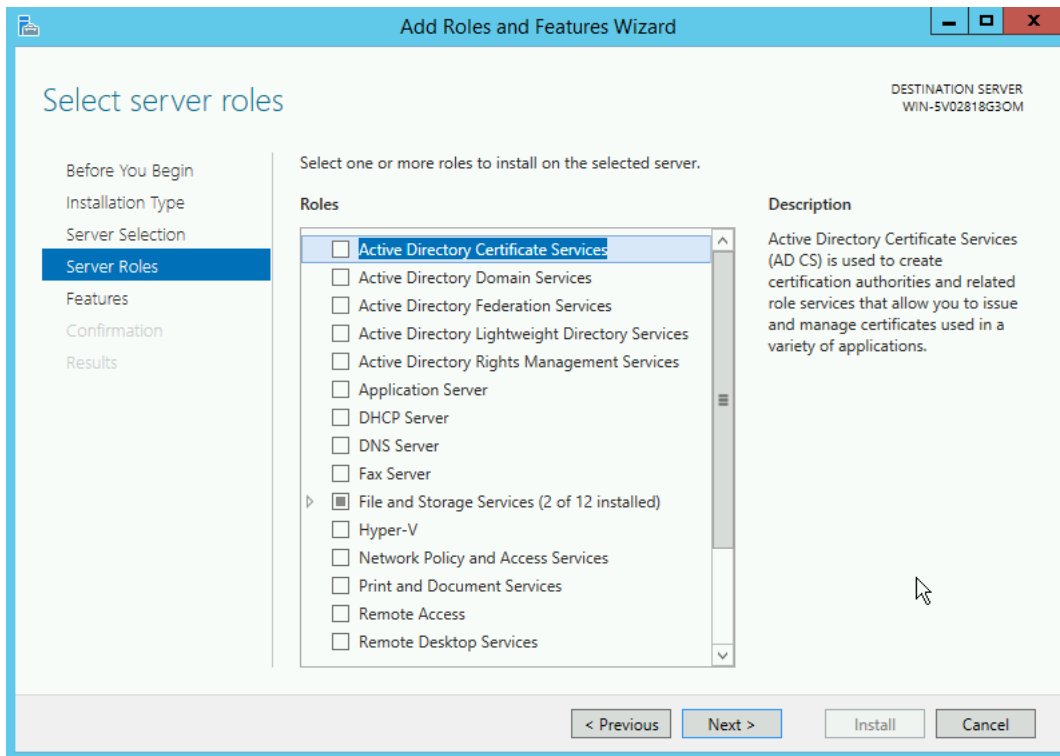 Add Roles and Features Wizard
Select server roles
DESTINATION SERVER
WIN-5V02818G3OM
Before You Begin
Installation Type
Server Selection
Server Roles
Features
Confirmation
Results
Select one or more roles to install on the selected server.
Roles
Active Directory Certificate Services
Active Directory Domain Services
Active Directory Federation Services
Active Directory Lightweight Directory Services
Active Directory Rights Management Services
Application Server
DHCP Server
DNS Server
Fax Server
File and Storage Services (2 of 12 installed)
Hyper-V
Network Policy and Access Services
Print and Document Services
Remote Access
Remote Desktop Services
Description
Active Directory Certificate Services
(AD CS) is used to create
certification authorities and related
role services that allow you to issue
and manage certificates used in a
variety of applications.
< Previous
Next >
Install
Cancel